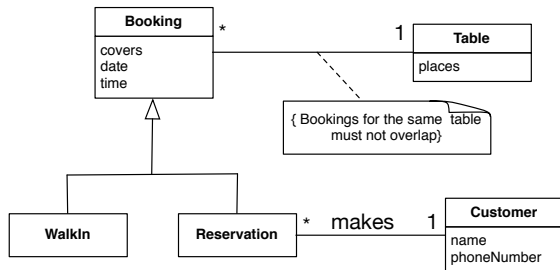 Booking
covers
date
time
* 1
Table
places
{ Bookings for the same table
must not overlap}
WalkIn
Reservation
* makes 1
Customer
name
phoneNumber